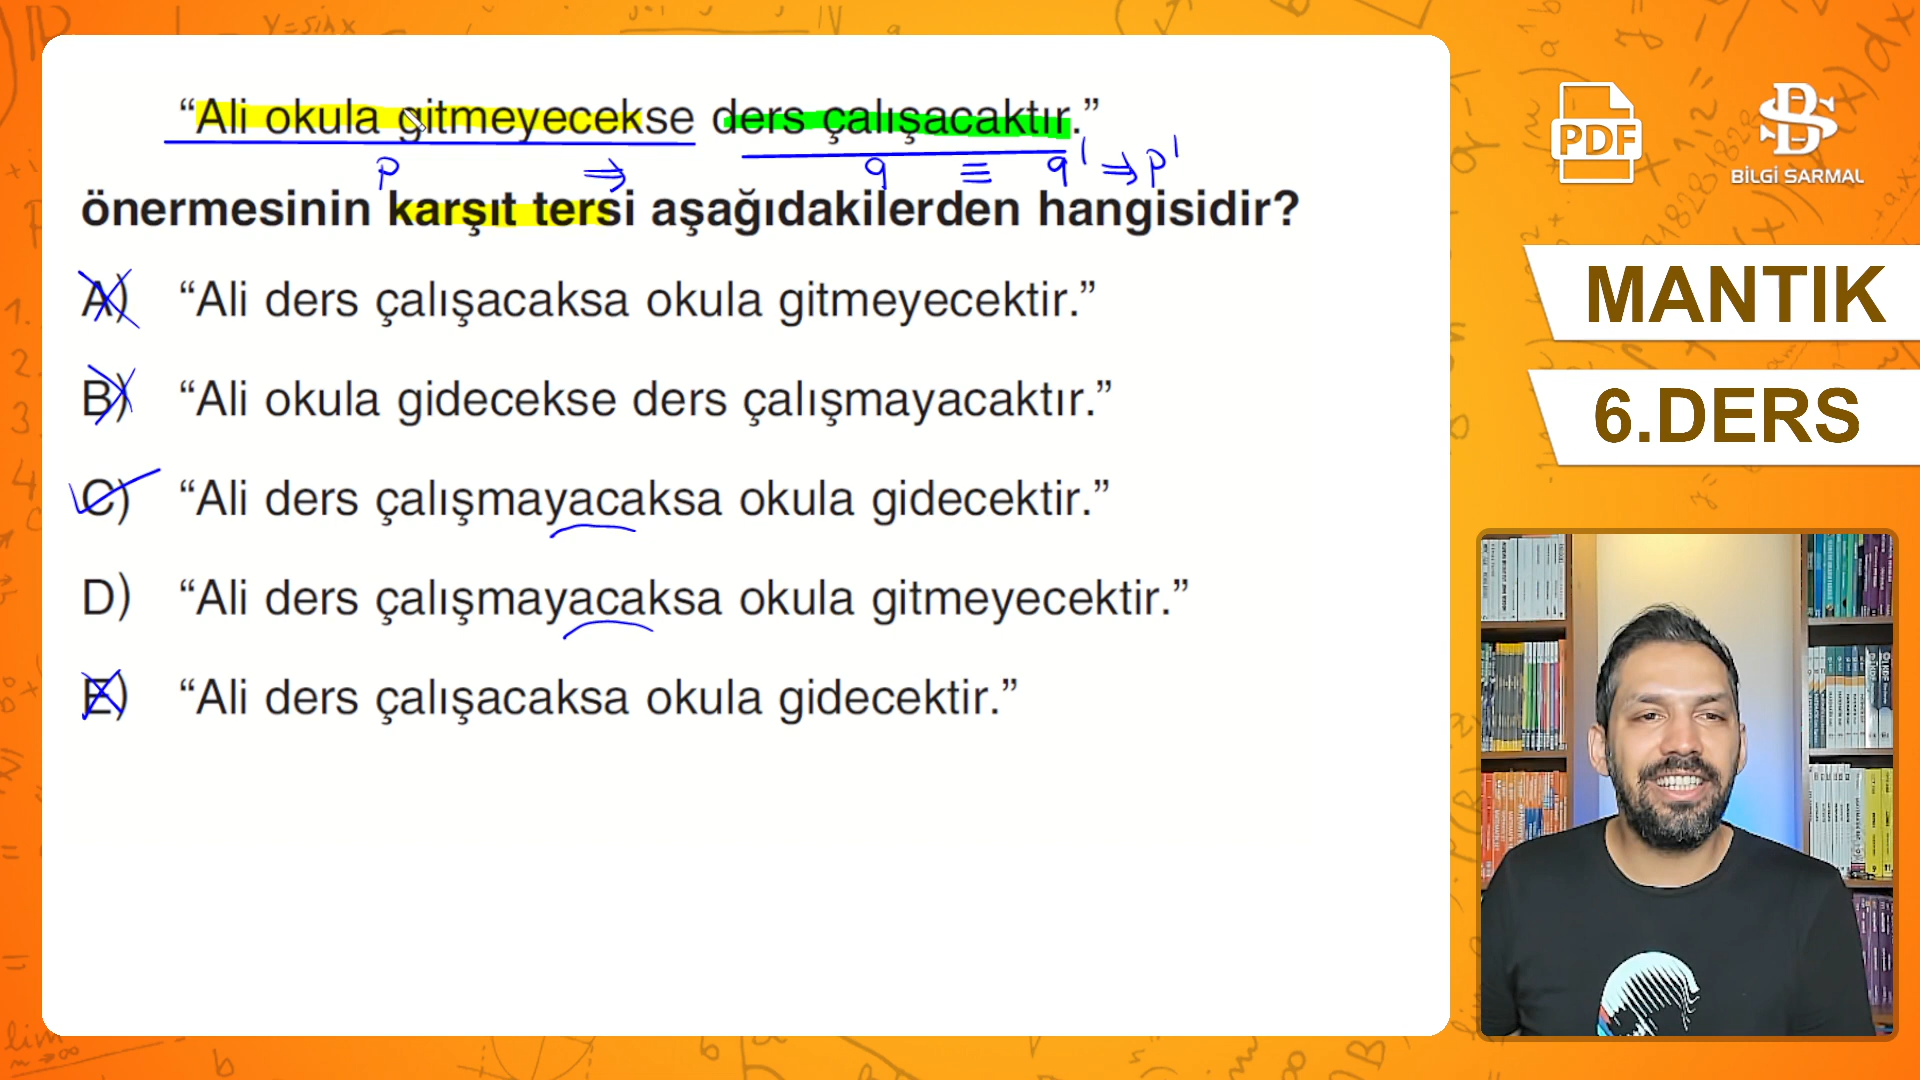 “Ali okula gitmeyecekse ders çalışacaktır.”
p ⇒ q ≡ q' ⇒ p'
önermesinin karşıt tersi aşağıdakilerden hangisidir?
A) “Ali ders çalışacaksa okula gitmeyecektir.”
B) “Ali okula gidecekse ders çalışmayacaktır.”
C) “Ali ders çalışmayacaksa okula gidecektir.”
D) “Ali ders çalışmayacaksa okula gitmeyecektir.”
E) “Ali ders çalışacaksa okula gidecektir.”
PDF
BİLGİ SARMAL
MANTIK
6.DERS